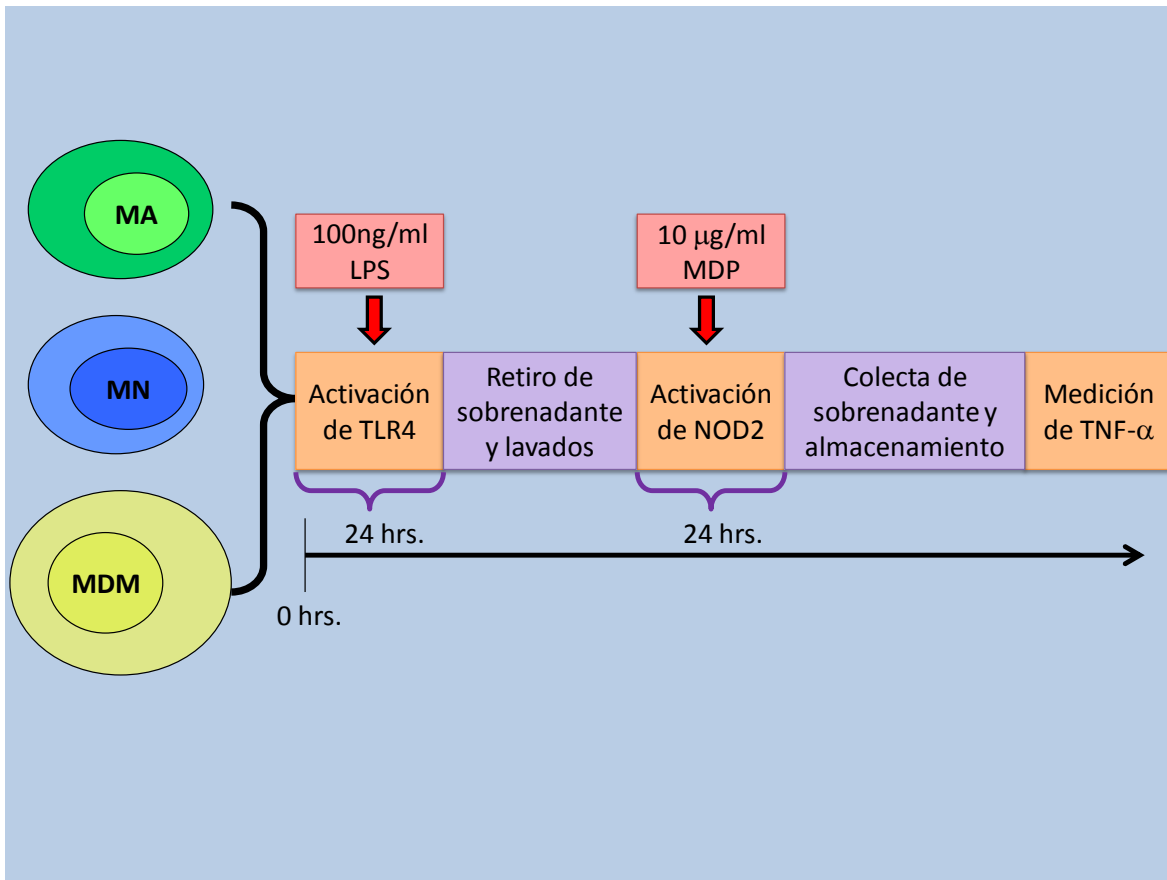 MA
MN
MDM
100ng/ml
LPS
10 μg/ml
MDP
Activación
de TLR4
Retiro de
sobrenadante
y lavados
Activación
de NOD2
Colecta de
sobrenadante y
almacenamiento
Medición
de TNF-α
24 hrs.
24 hrs.
0 hrs.